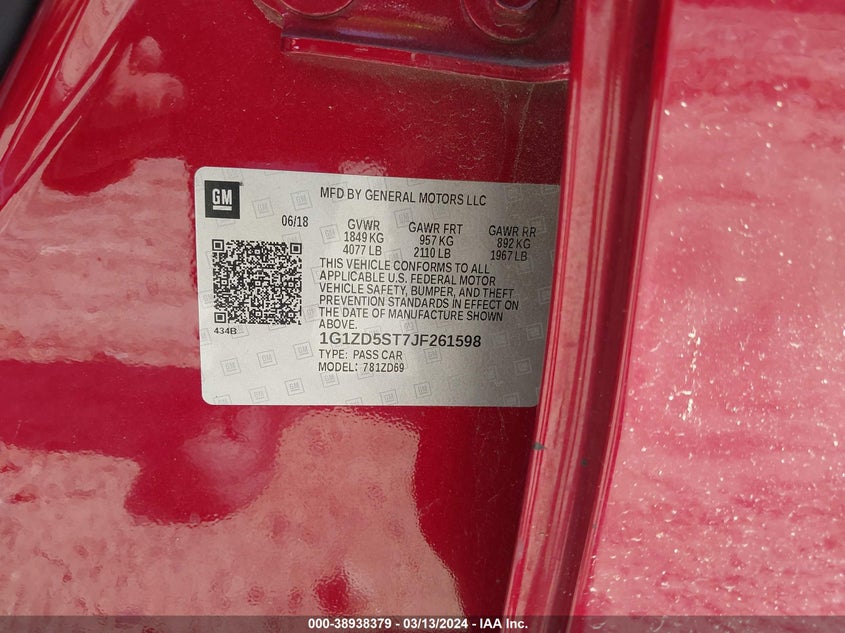 GM
MFD BY GENERAL MOTORS LLC
06/18
GVWR GAWR FRT GAWR RR
1849 KG 957 KG 892 KG
4077 LB 2110 LB 1967 LB
THIS VEHICLE CONFORMS TO ALL
APPLICABLE U.S. FEDERAL MOTOR
VEHICLE SAFETY, BUMPER, AND THEFT
PREVENTION STANDARDS IN EFFECT ON
THE DATE OF MANUFACTURE SHOWN
ABOVE.
434B
1G1ZD5ST7JF261598
TYPE: PASS CAR
MODEL: 781ZD69
000-38938379 - 03/13/2024 - IAA Inc.